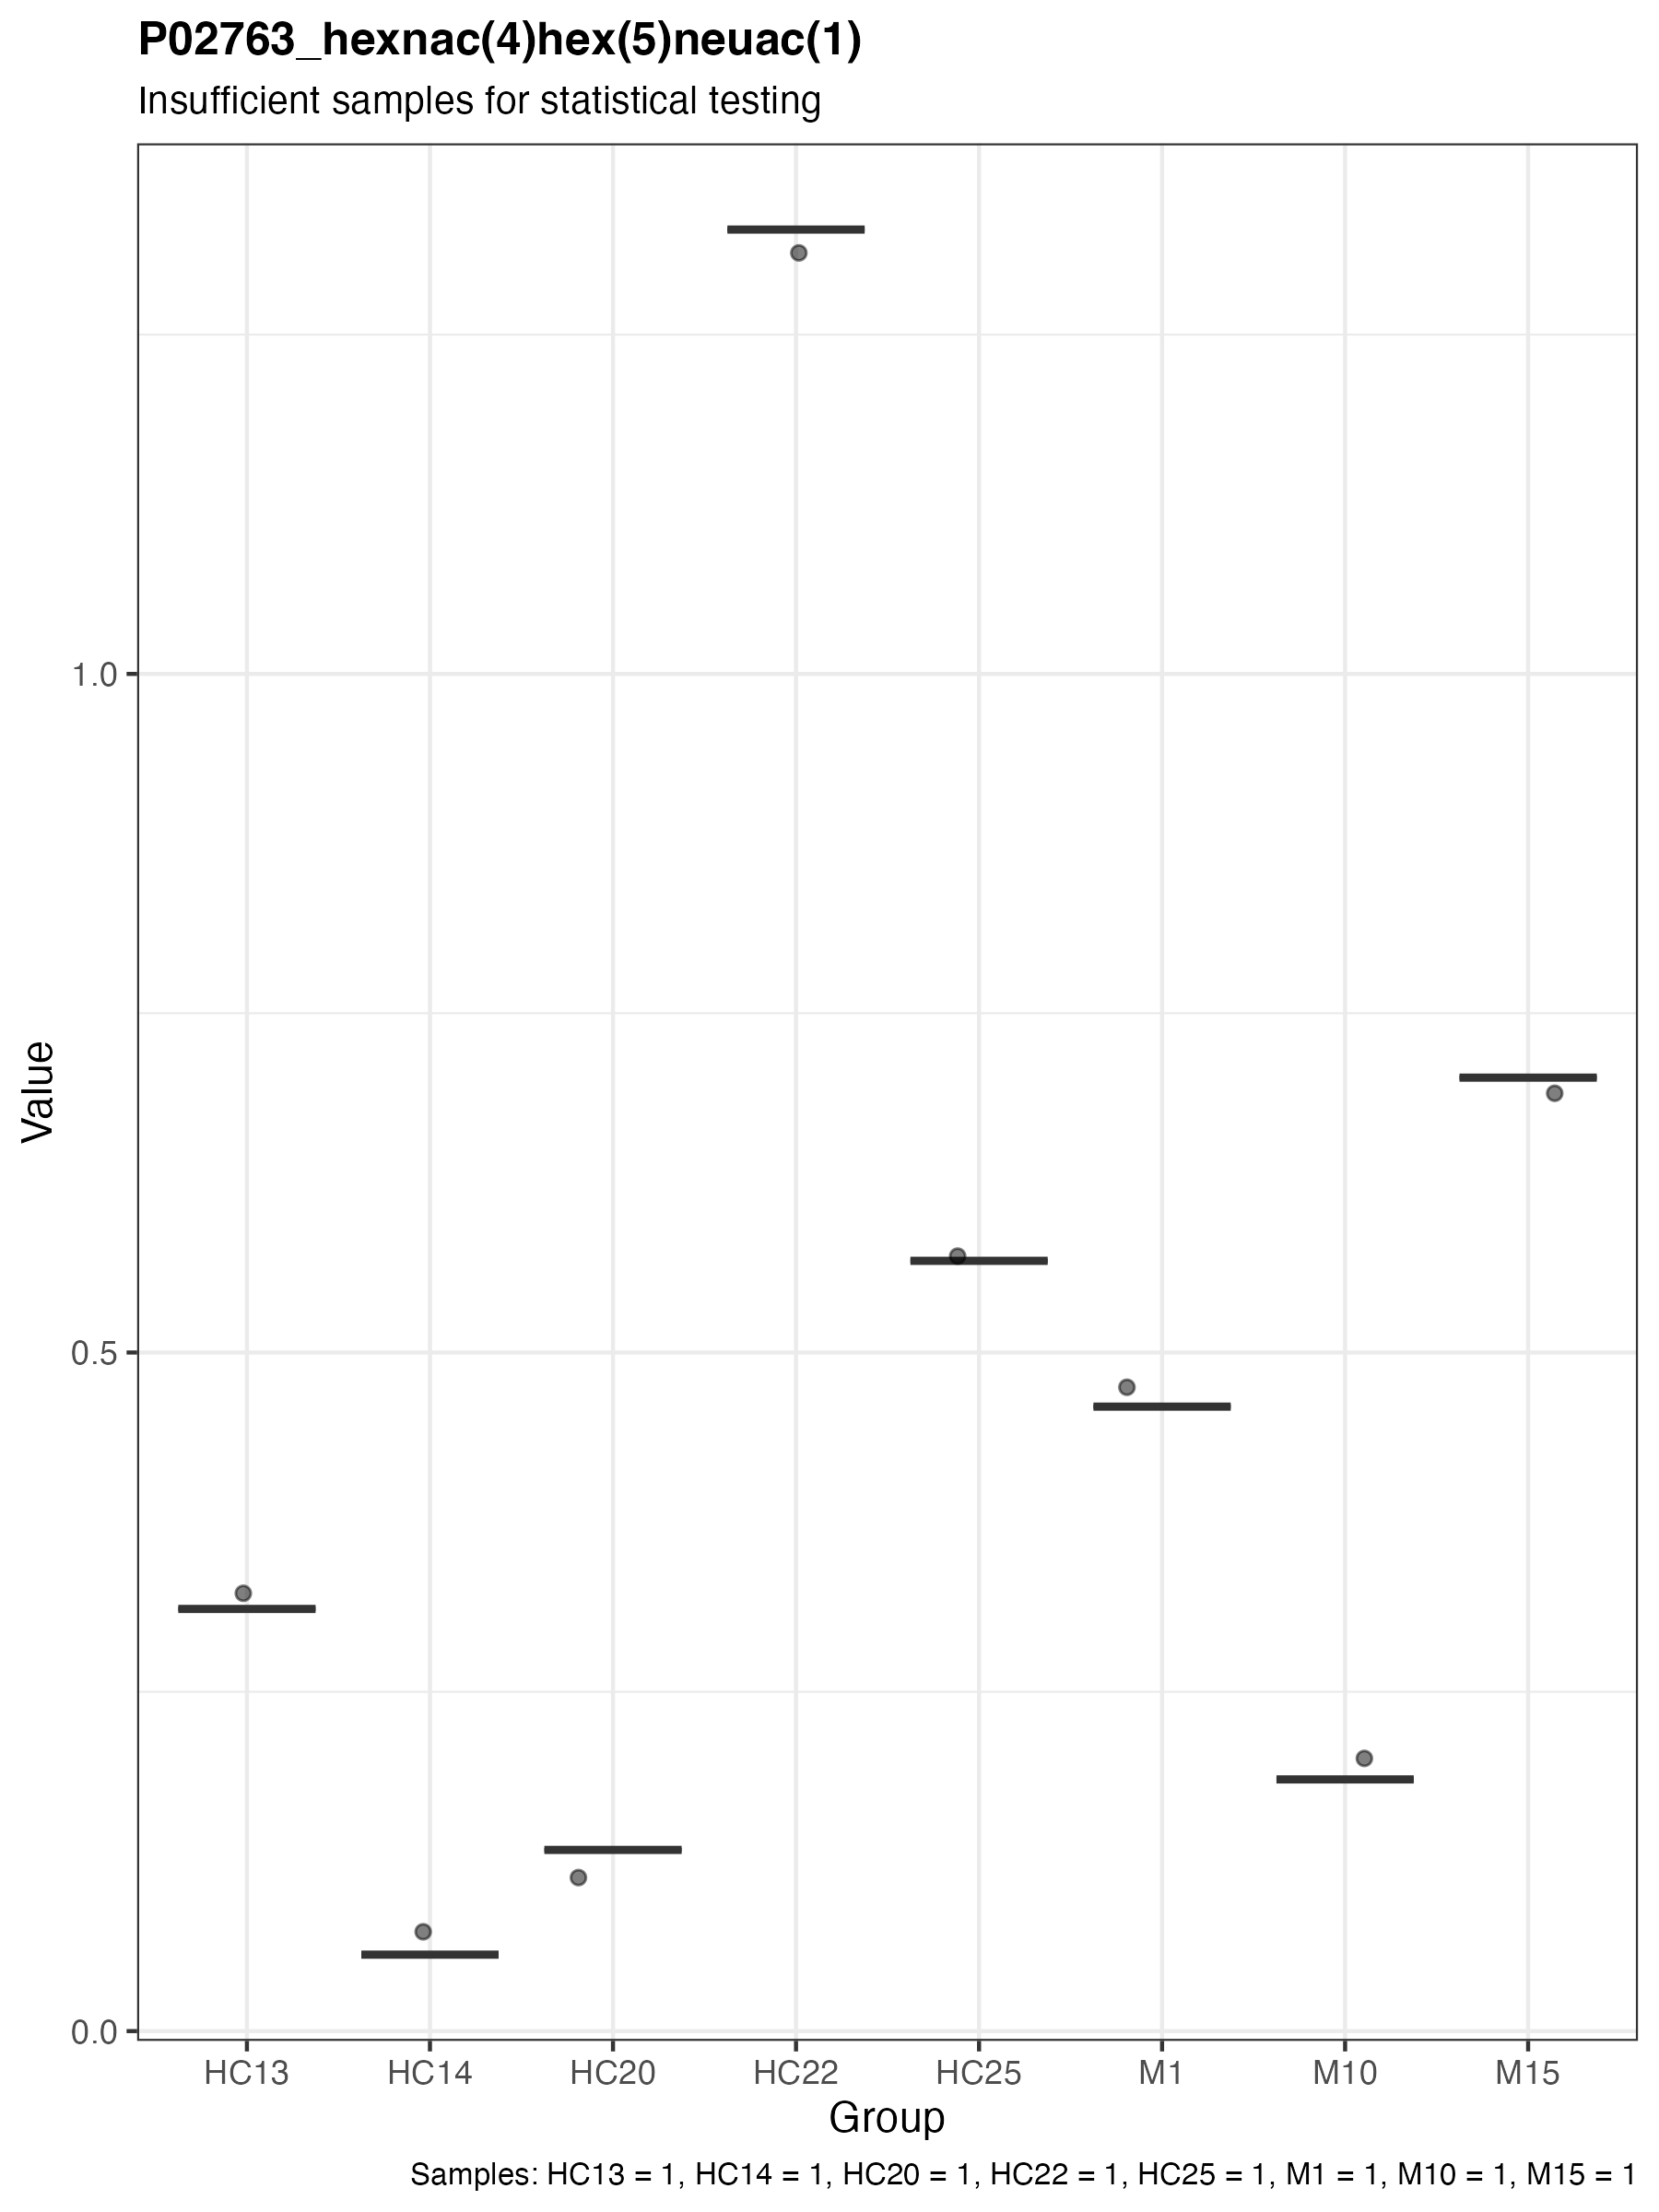 P02763_hexnac(4)hex(5)neuac(1)
Insufficient samples for statistical testing
Value
1.0
0.5
0.0
HC13 HC14 HC20 HC22 HC25 M1 M10 M15
Group
Samples: HC13 = 1, HC14 = 1, HC20 = 1, HC22 = 1, HC25 = 1, M1 = 1, M10 = 1, M15 = 1